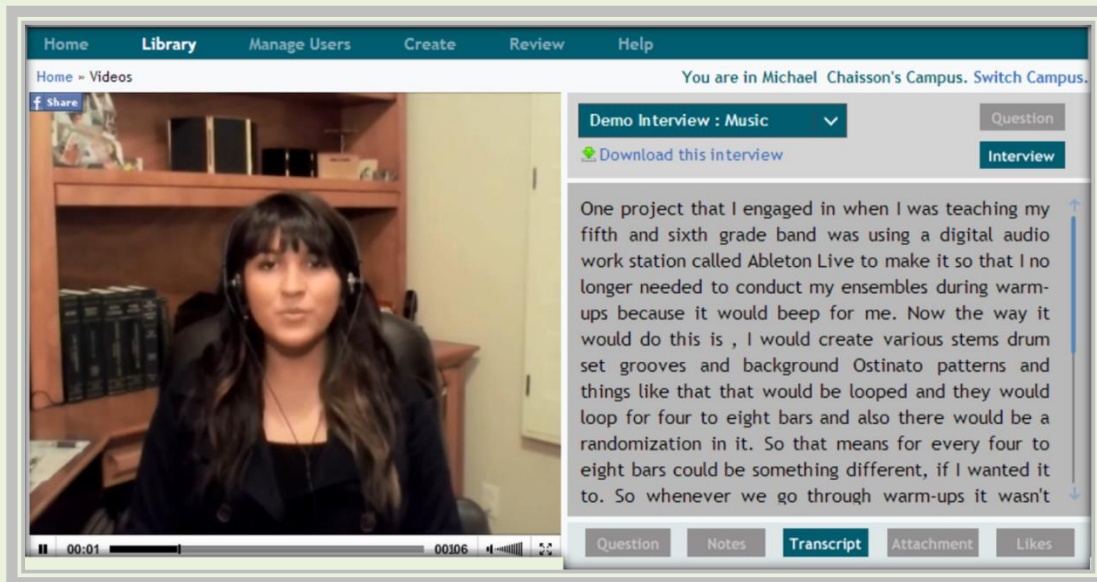 Home Library Manage Users Create Review Help
Home » Videos
You are in Michael Chaisson's Campus. Switch Campus.
f Share
Demo Interview : Music
Question
Download this interview
Interview
One project that I engaged in when I was teaching my
fifth and sixth grade band was using a digital audio
work station called Ableton Live to make it so that I no
longer needed to conduct my ensembles during warm-
ups because it would beep for me. Now the way it
would do this is , I would create various stems drum
set grooves and background Ostinato patterns and
things like that that would be looped and they would
loop for four to eight bars and also there would be a
randomization in it. So that means for every four to
eight bars could be something different, if I wanted it
to. So whenever we go through warm-ups it wasn't
00:01 00106
Question Notes Transcript Attachment Likes